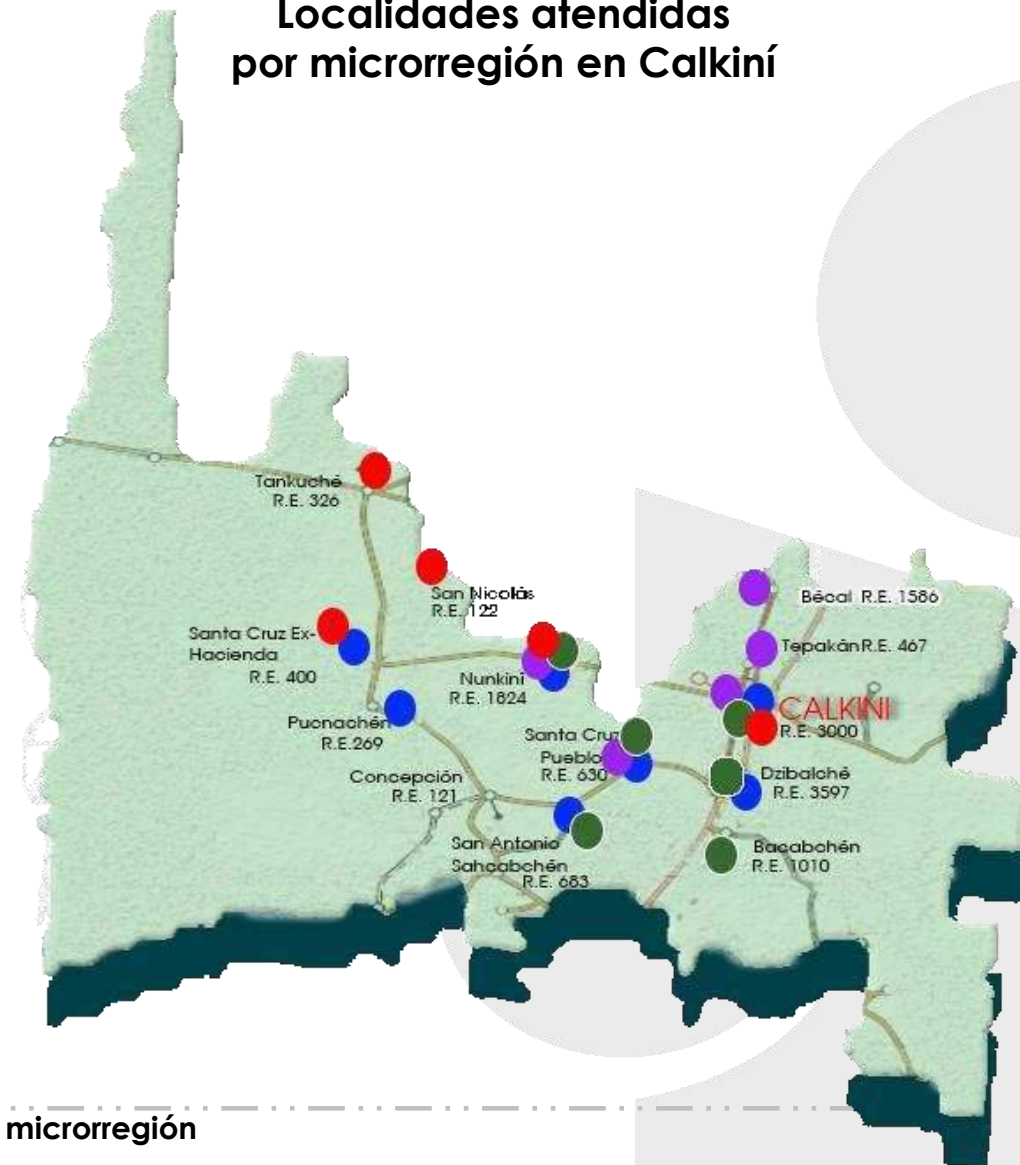 Localidades atendidas
por microrregión en Calkiní
Tankuché
R.E. 326
San Nicolás
R.E. 122
Santa Cruz Ex-
Hacienda
R.E. 400
Nunkiní
R.E. 1824
Bécal R.E. 1586
Tepakán R.E. 467
CALKINI
R.E. 3000
Pucnachén
R.E.269
Santa Cruz
Pueblo
R.E. 630
Concepción
R.E. 121
Dzibalché
R.E. 3597
San Antonio
Sahcabchén
R.E. 683
Bacabchén
R.E. 1010
microrregión